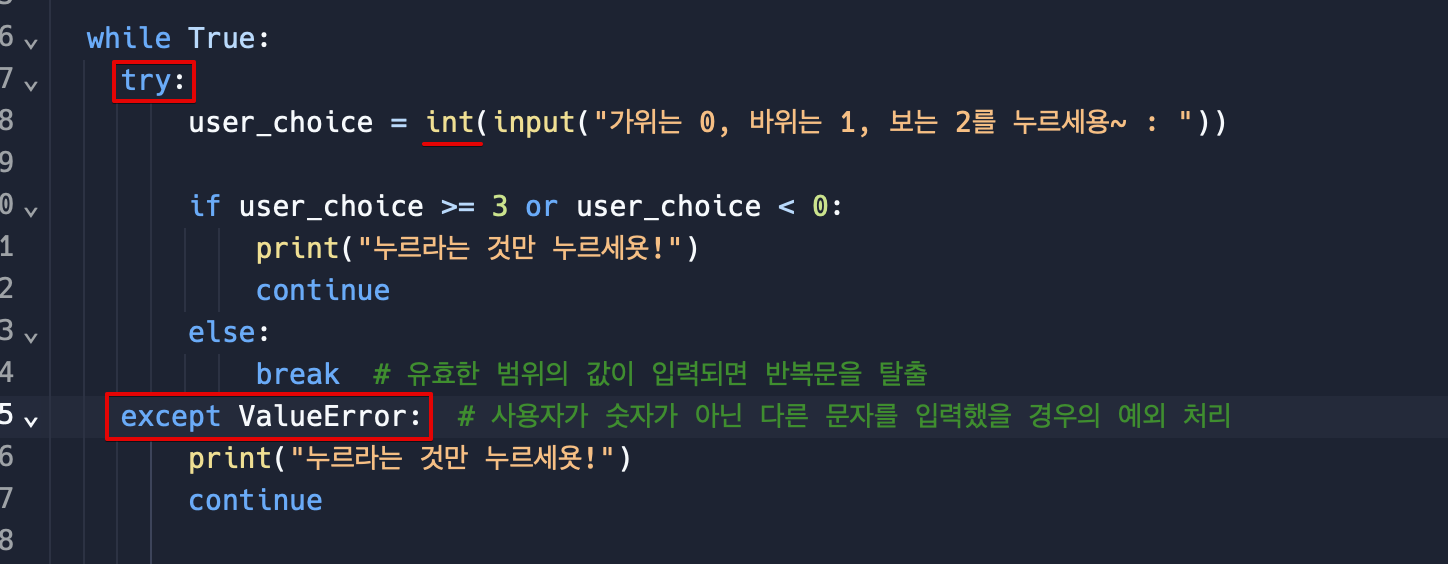 6 while True:
7 try:
8 user_choice = int(input("가위는 0, 바위는 1, 보는 2를 누르세용~ : "))
9
0 if user_choice >= 3 or user_choice < 0:
1 print("누르라는 것만 누르세욧!")
2 continue
3 else:
4 break # 유효한 범위의 값이 입력되면 반복문을 탈출
5 except ValueError: # 사용자가 숫자가 아닌 다른 문자를 입력했을 경우의 예외 처리
6 print("누르라는 것만 누르세욧!")
7 continue
8